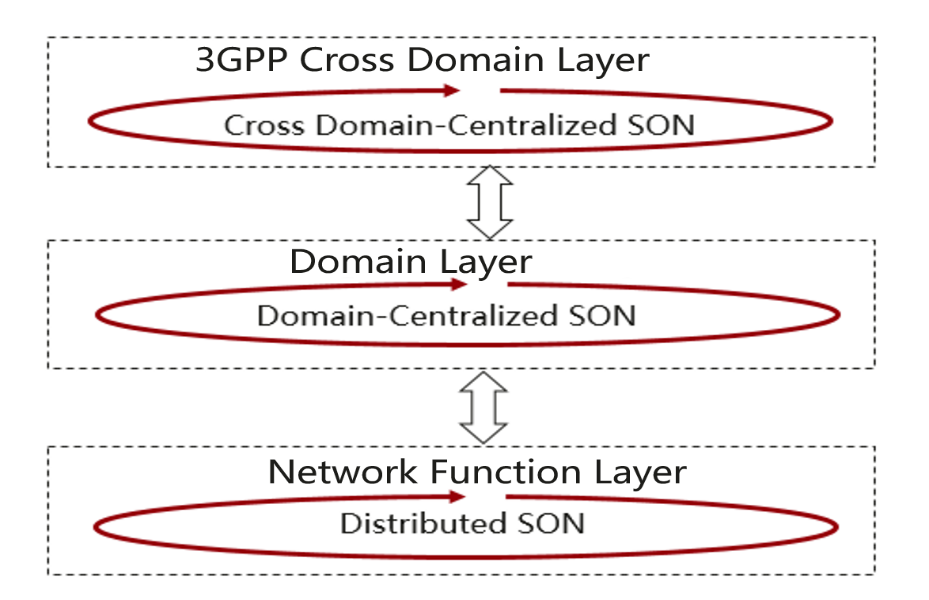 3GPP Cross Domain Layer
Cross Domain-Centralized SON
Domain Layer
Domain-Centralized SON
Network Function Layer
Distributed SON